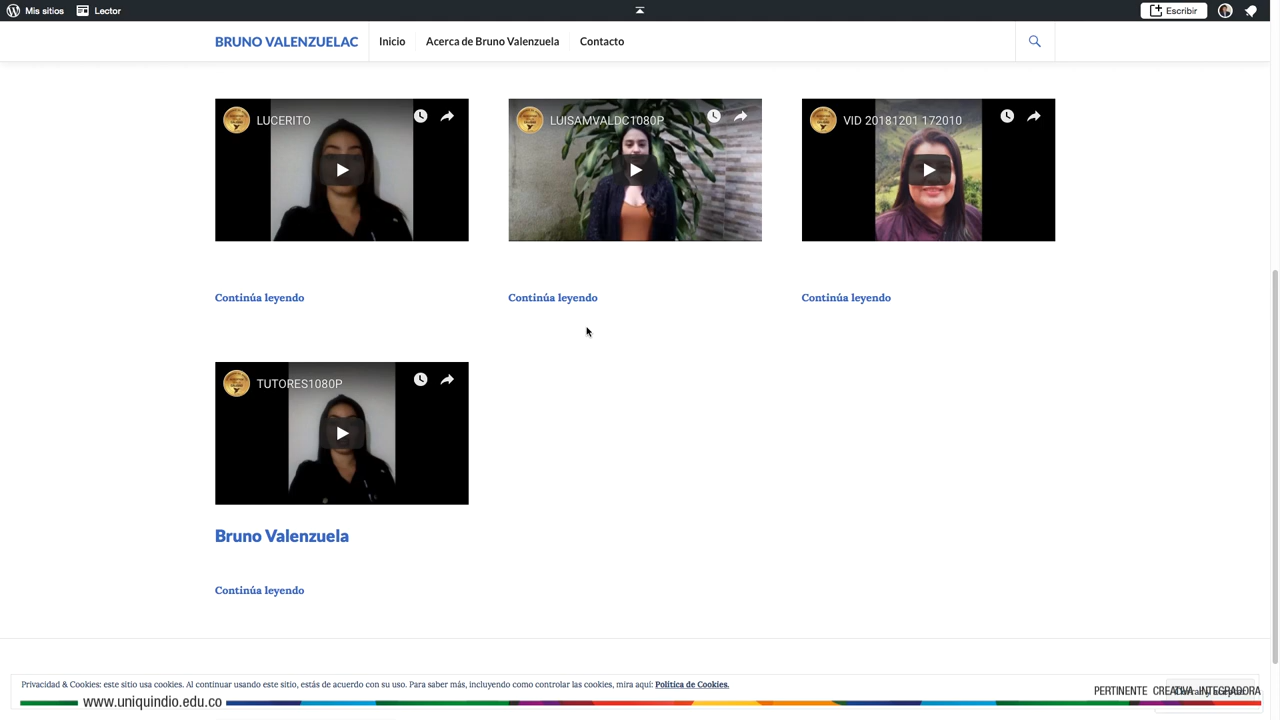 Mis sitios Lector Escribir
BRUNO VALENZUELAC Inicio Acerca de Bruno Valenzuela Contacto
LUCERITO
LUISAMVALDC1080P
VID 20181201 172010
Continúa leyendo
Continúa leyendo
Continúa leyendo
TUTORES1080P
Bruno Valenzuela
Continúa leyendo
Privacidad & Cookies: este sitio usa cookies. Al continuar usando este sitio, estás de acuerdo con su uso. Para saber más, incluyendo como controlar las cookies, mira aquí: Política de Cookies.
PERTINENTE CREATIVA INTEGRADORA
www.uniquindio.edu.co